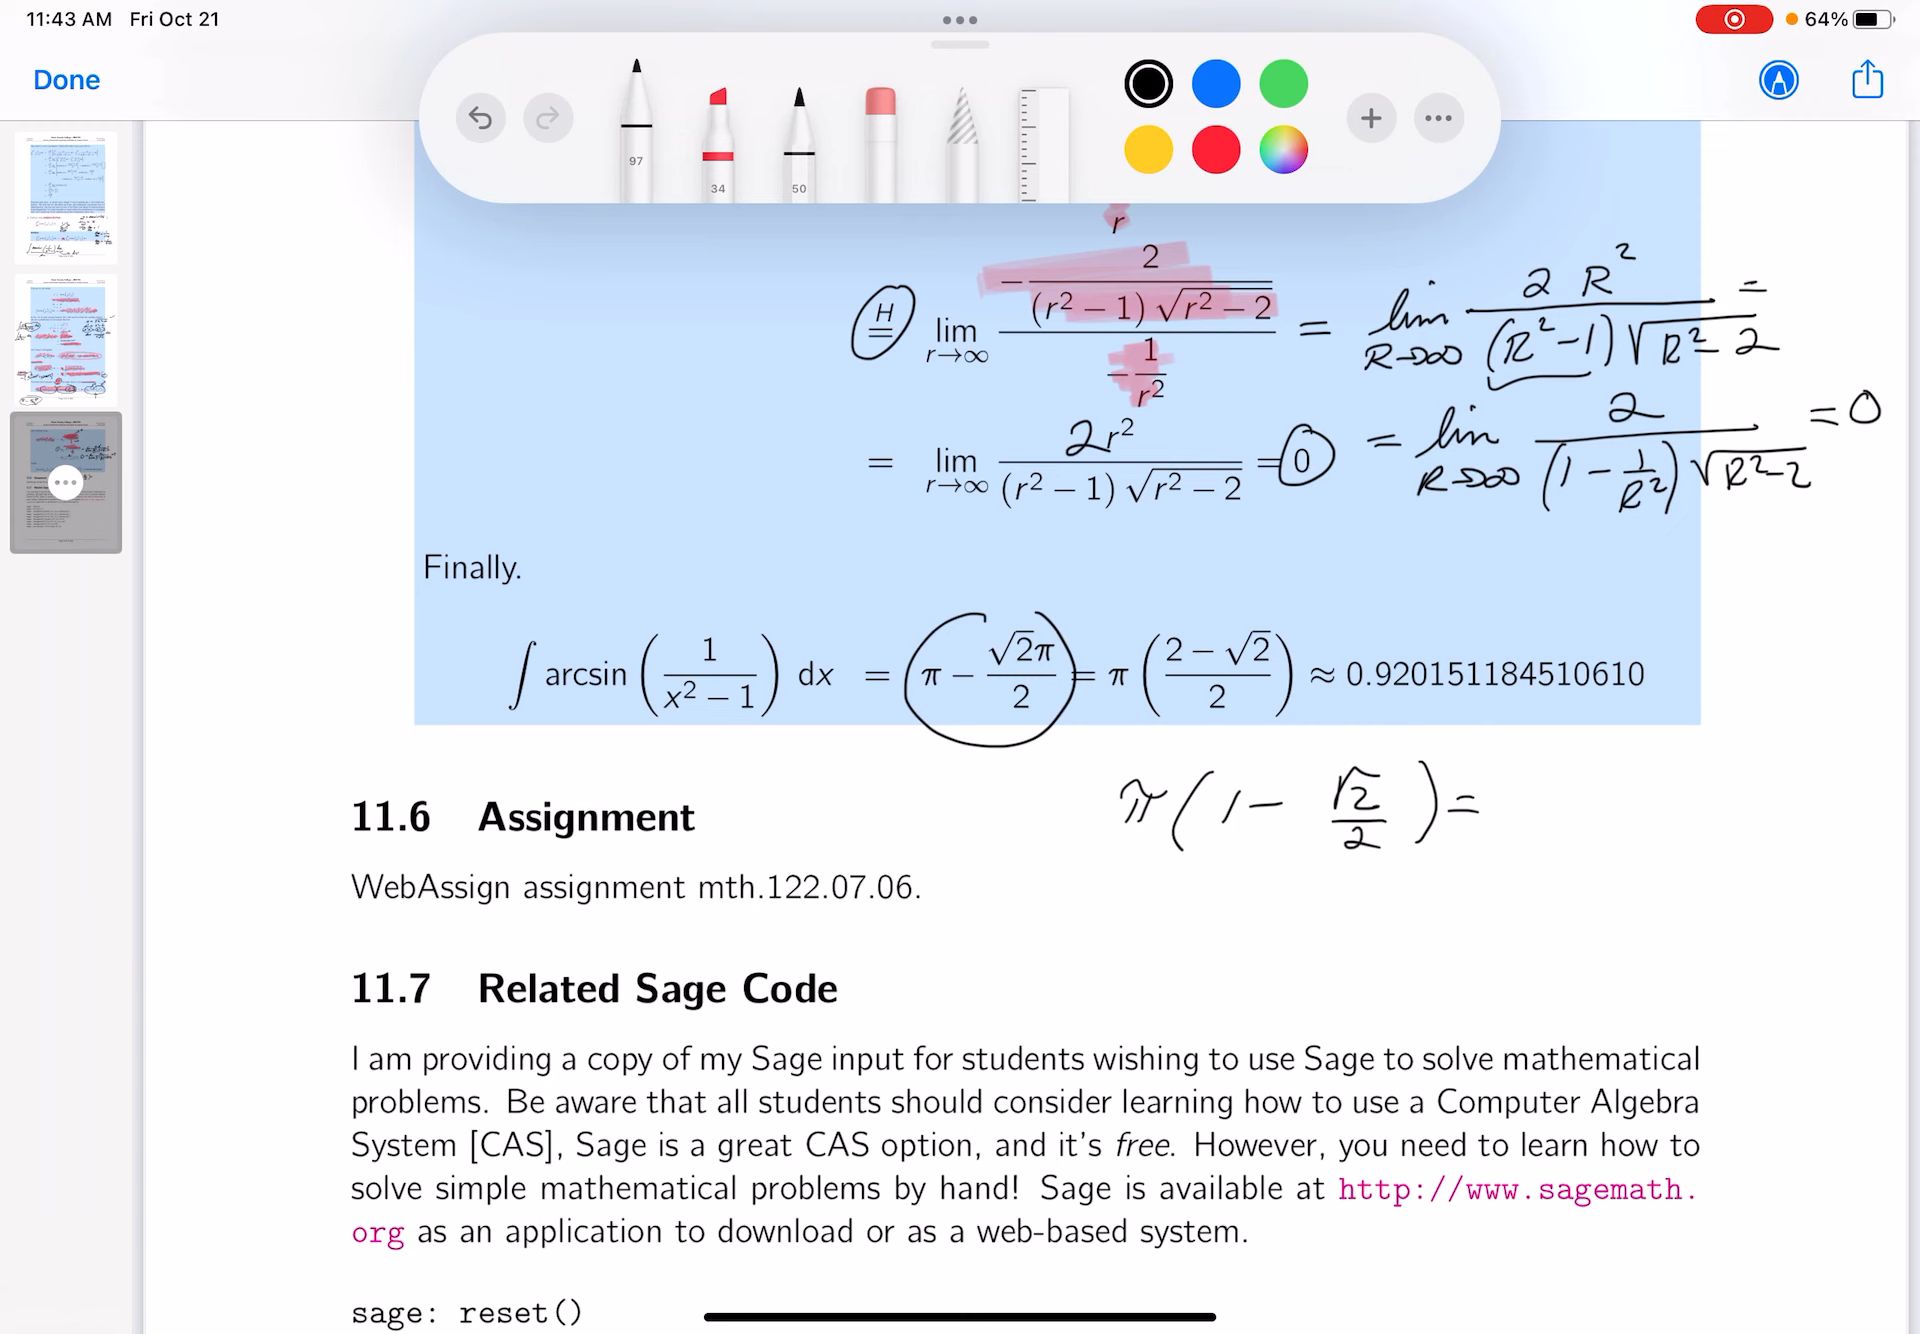 11:43 AM Fri Oct 21
64%
Done
97
34
50
r
H= lim r→∞ (−2/((r² − 1)√(r² − 2)))/(−1/r²) = lim R→∞ 2R²/((R²−1)√(R²−2)) =
= lim r→∞ 2r²/((r² − 1)√(r² − 2)) = 0 = lim R→∞ 2/((1 − 1/R²)√(R²−2)) = 0
Finally.
∫ arcsin (1/(x² − 1)) dx = π − √2π/2 = π ((2 − √2)/2) ≈ 0.920151184510610
π(1 − √2/2) =
11.6 Assignment
WebAssign assignment mth.122.07.06.
11.7 Related Sage Code
I am providing a copy of my Sage input for students wishing to use Sage to solve mathematical
problems. Be aware that all students should consider learning how to use a Computer Algebra
System [CAS], Sage is a great CAS option, and it's free. However, you need to learn how to
solve simple mathematical problems by hand! Sage is available at http://www.sagemath.
org as an application to download or as a web-based system.
sage: reset()